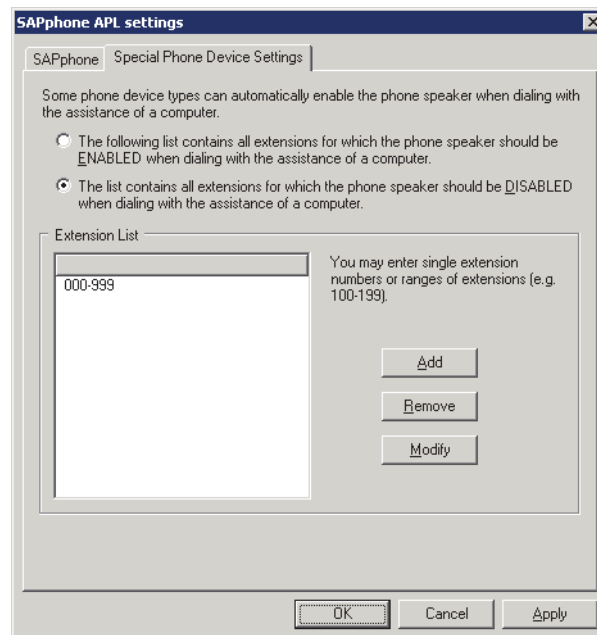 SAPphone APL settings
SAPphone
Special Phone Device Settings
Some phone device types can automatically enable the phone speaker when dialing with
the assistance of a computer.
The following list contains all extensions for which the phone speaker should be
ENABLED when dialing with the assistance of a computer.
The list contains all extensions for which the phone speaker should be DISABLED
when dialing with the assistance of a computer.
Extension List
You may enter single extension
numbers or ranges of extensions (e.g.
100-199).
000-999
Add
Remove
Modify
OK
Cancel
Apply